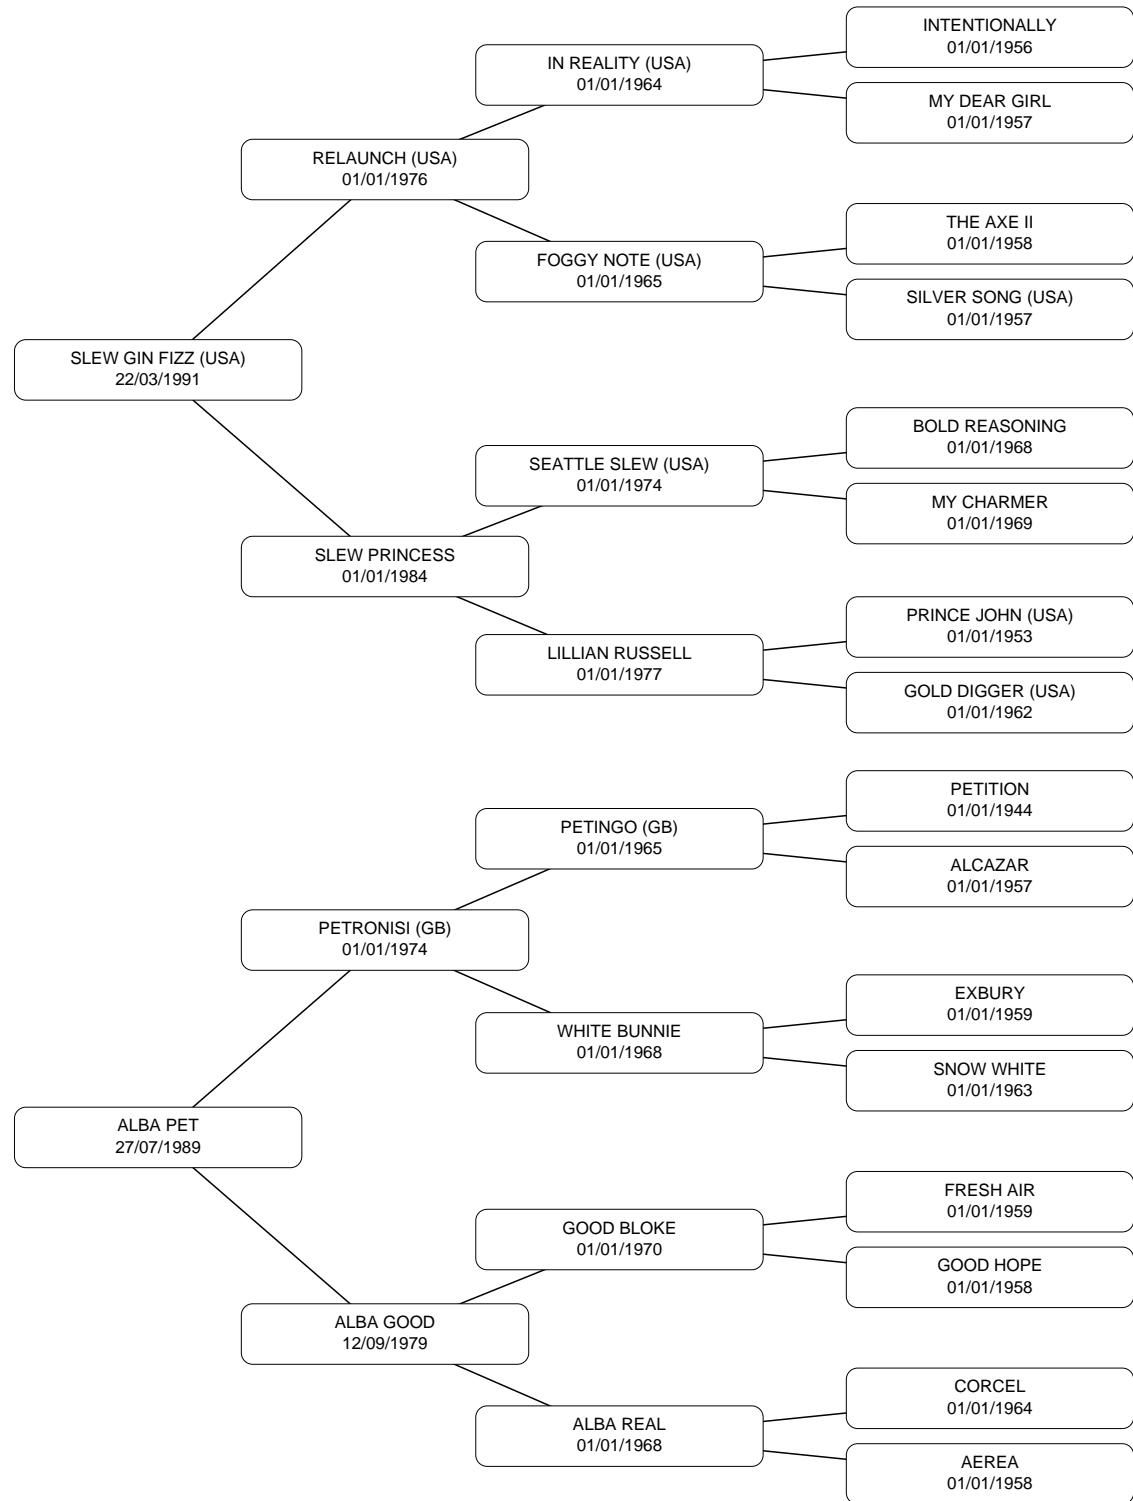 INTENTIONALLY
01/01/1956
IN REALITY (USA)
01/01/1964
MY DEAR GIRL
01/01/1957
RELAUNCH (USA)
01/01/1976
THE AXE II
01/01/1958
FOGGY NOTE (USA)
01/01/1965
SILVER SONG (USA)
01/01/1957
SLEW GIN FIZZ (USA)
22/03/1991
BOLD REASONING
01/01/1968
SEATTLE SLEW (USA)
01/01/1974
MY CHARMER
01/01/1969
SLEW PRINCESS
01/01/1984
PRINCE JOHN (USA)
01/01/1953
LILLIAN RUSSELL
01/01/1977
GOLD DIGGER (USA)
01/01/1962
PETITION
01/01/1944
PETINGO (GB)
01/01/1965
ALCAZAR
01/01/1957
PETRONISI (GB)
01/01/1974
EXBURY
01/01/1959
WHITE BUNNIE
01/01/1968
SNOW WHITE
01/01/1963
ALBA PET
27/07/1989
FRESH AIR
01/01/1959
GOOD BLOKE
01/01/1970
GOOD HOPE
01/01/1958
ALBA GOOD
12/09/1979
CORCEL
01/01/1964
ALBA REAL
01/01/1968
AEREA
01/01/1958